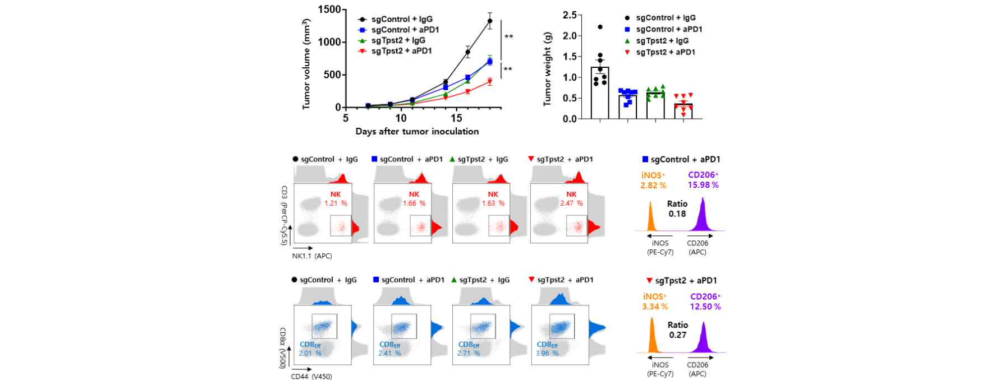 Tumor volume (mm³)
1500
1000
500
0
5
10
15
Days after tumor inoculation
sgControl + IgG
sgControl + aPD1
sgTpst2 + IgG
sgTpst2 + aPD1
**
**
Tumor weight (g)
2.5
2.0
1.5
1.0
0.5
0.0
sgControl + IgG
sgControl + aPD1
sgTpst2 + IgG
sgTpst2 + aPD1
sgControl + IgG
sgControl + aPD1
sgTpst2 + IgG
sgTpst2 + aPD1
CD3 (PerCP-Cy5.5)
NK
1.21 %
NK
1.66 %
NK
1.63 %
NK
2.47 %
NK1.1 (APC)
sgControl + aPD1
iNOS⁺
2.82 %
CD206⁺
15.98 %
Ratio
0.18
iNOS
(PE-Cy7)
CD206
(APC)
sgControl + IgG
sgControl + aPD1
sgTpst2 + IgG
sgTpst2 + aPD1
CD8α (V500)
CD8Eff
2.01 %
CD8Eff
2.41 %
CD8Eff
2.71 %
CD8Eff
3.96 %
CD44 (V450)
sgTpst2 + aPD1
iNOS⁺
3.34 %
CD206⁺
12.50 %
Ratio
0.27
iNOS
(PE-Cy7)
CD206
(APC)